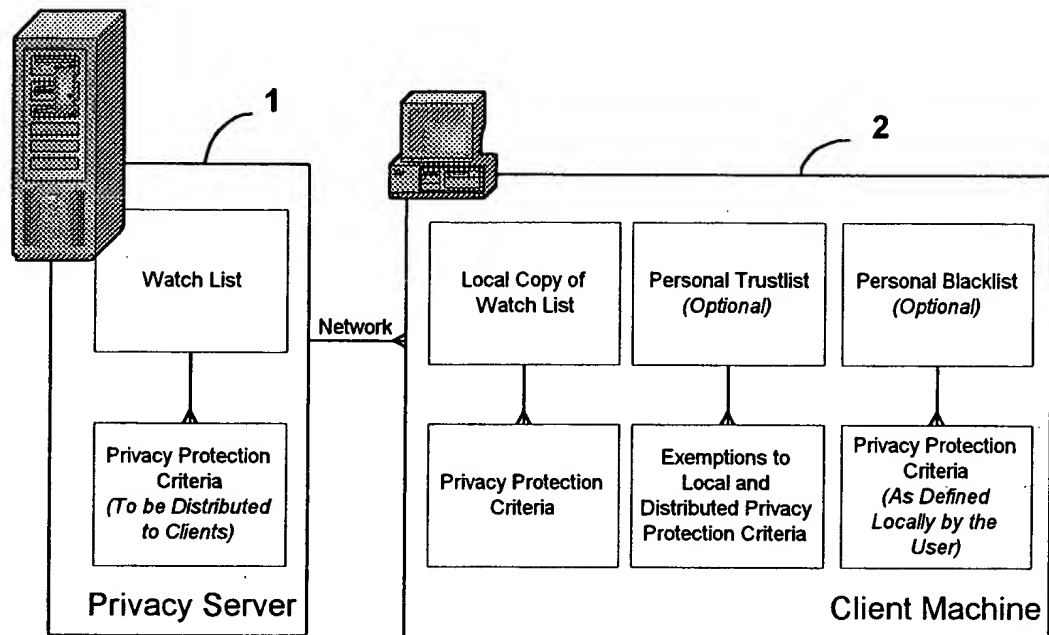 1
2
Watch List
Network
Local Copy of
Watch List
Personal Trustlist
(Optional)
Personal Blacklist
(Optional)
Privacy Protection
Criteria
(To be Distributed
to Clients)
Privacy Protection
Criteria
Exemptions to
Local and
Distributed Privacy
Protection Criteria
Privacy Protection
Criteria
(As Defined
Locally by the
User)
Privacy Server
Client Machine